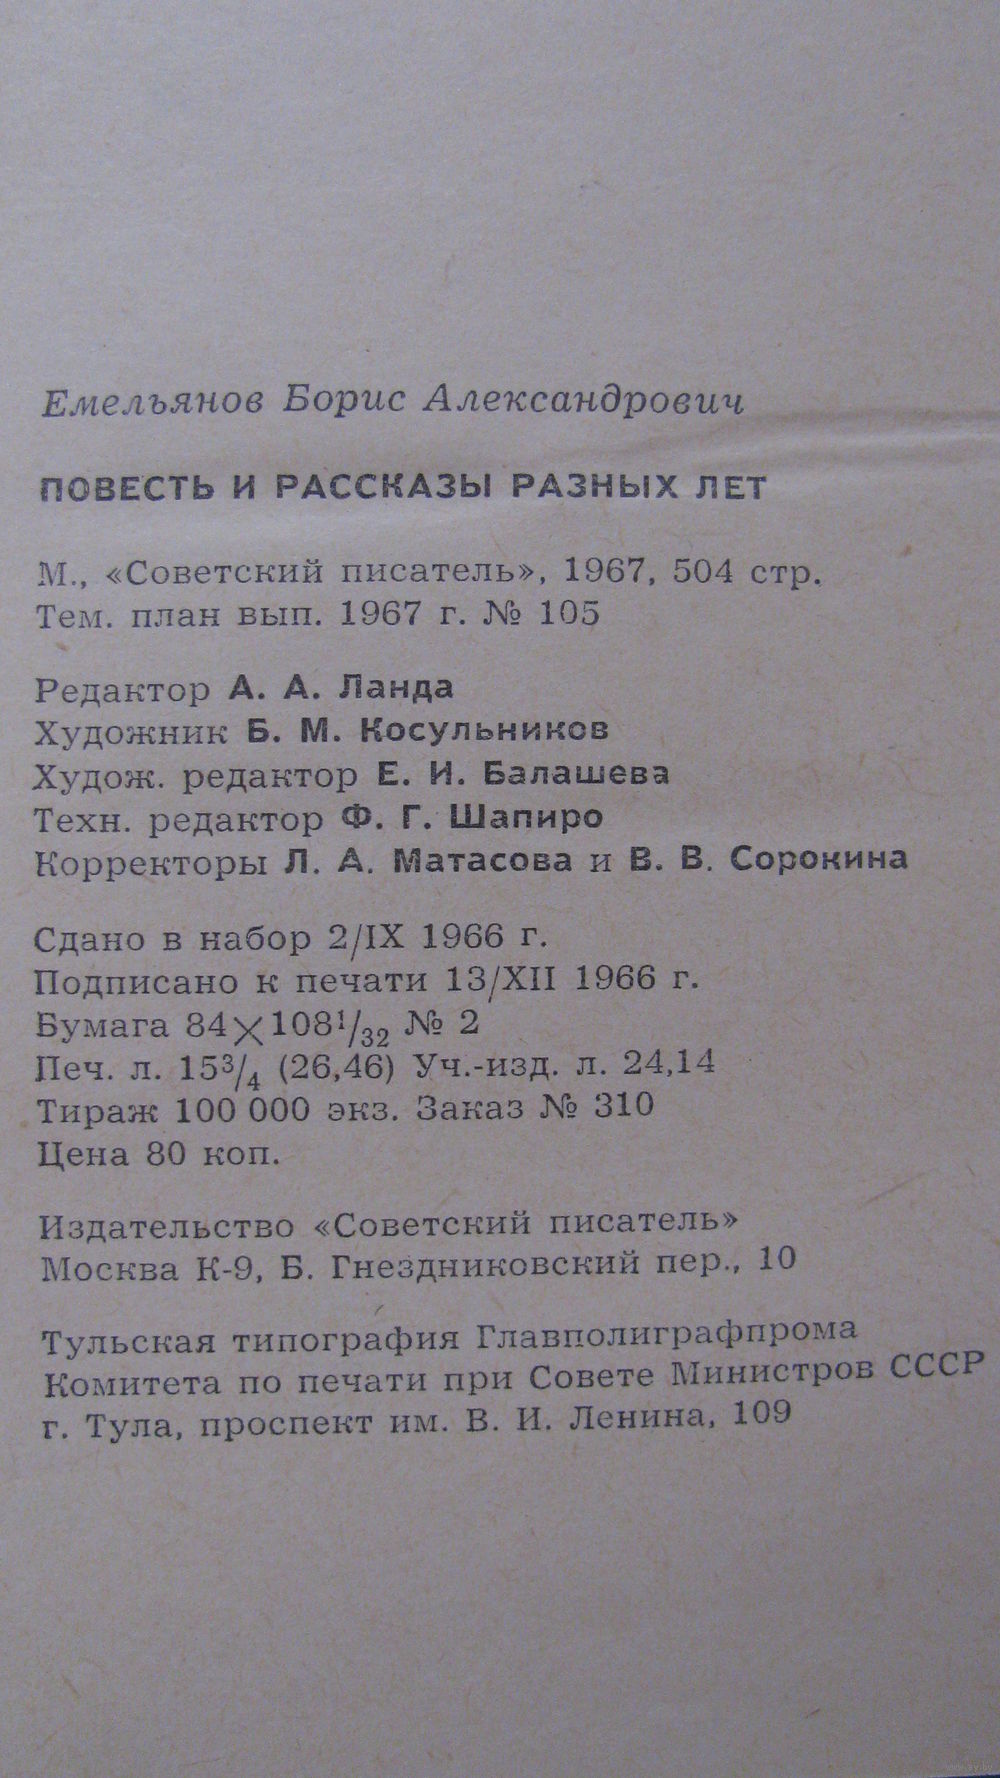 Емельянов Борис Александрович
ПОВЕСТЬ И РАССКАЗЫ РАЗНЫХ ЛЕТ
М., «Советский писатель», 1967, 504 стр.
Тем. план вып. 1967 г. № 105
Редактор А. А. Ланда
Художник Б. М. Косульников
Худож. редактор Е. И. Балашева
Техн. редактор Ф. Г. Шапиро
Корректоры Л. А. Матасова и В. В. Сорокина
Сдано в набор 2/IX 1966 г.
Подписано к печати 13/XII 1966 г.
Бумага 84×108¹/₃₂ № 2
Печ. л. 15³/₄ (26,46) Уч.-изд. л. 24,14
Тираж 100 000 экз. Заказ № 310
Цена 80 коп.
Издательство «Советский писатель»
Москва К-9, Б. Гнездниковский пер., 10
Тульская типография Главполиграфпрома
Комитета по печати при Совете Министров СССР
г. Тула, проспект им. В. И. Ленина, 109